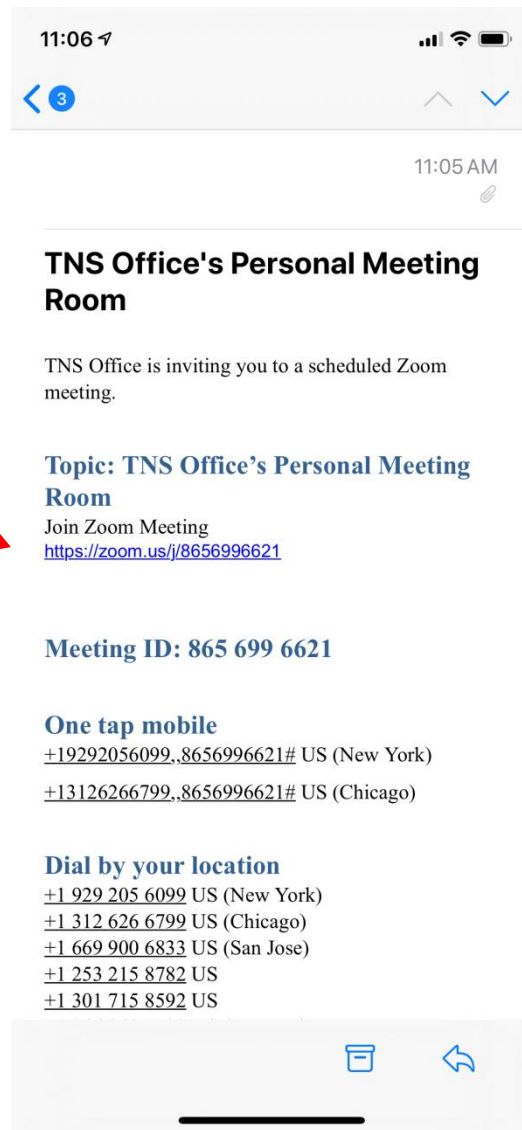 11:06
3
11:05 AM
TNS Office's Personal Meeting
Room
TNS Office is inviting you to a scheduled Zoom
meeting.
Topic: TNS Office’s Personal Meeting
Room
Join Zoom Meeting
https://zoom.us/j/8656996621
Meeting ID: 865 699 6621
One tap mobile
+19292056099,,8656996621# US (New York)
+13126266799,,8656996621# US (Chicago)
Dial by your location
+1 929 205 6099 US (New York)
+1 312 626 6799 US (Chicago)
+1 669 900 6833 US (San Jose)
+1 253 215 8782 US
+1 301 715 8592 US